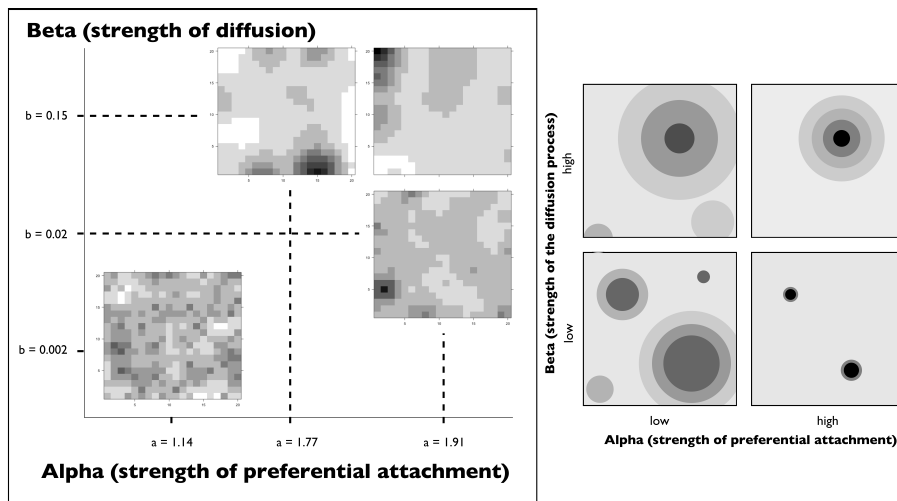 Beta (strength of diffusion)
b = 0.15
b = 0.02
b = 0.002
a = 1.14
a = 1.77
a = 1.91
Alpha (strength of preferential attachment)
Beta (strength of the diffusion process)
high
low
low
high
Alpha (strength of preferential attachment)